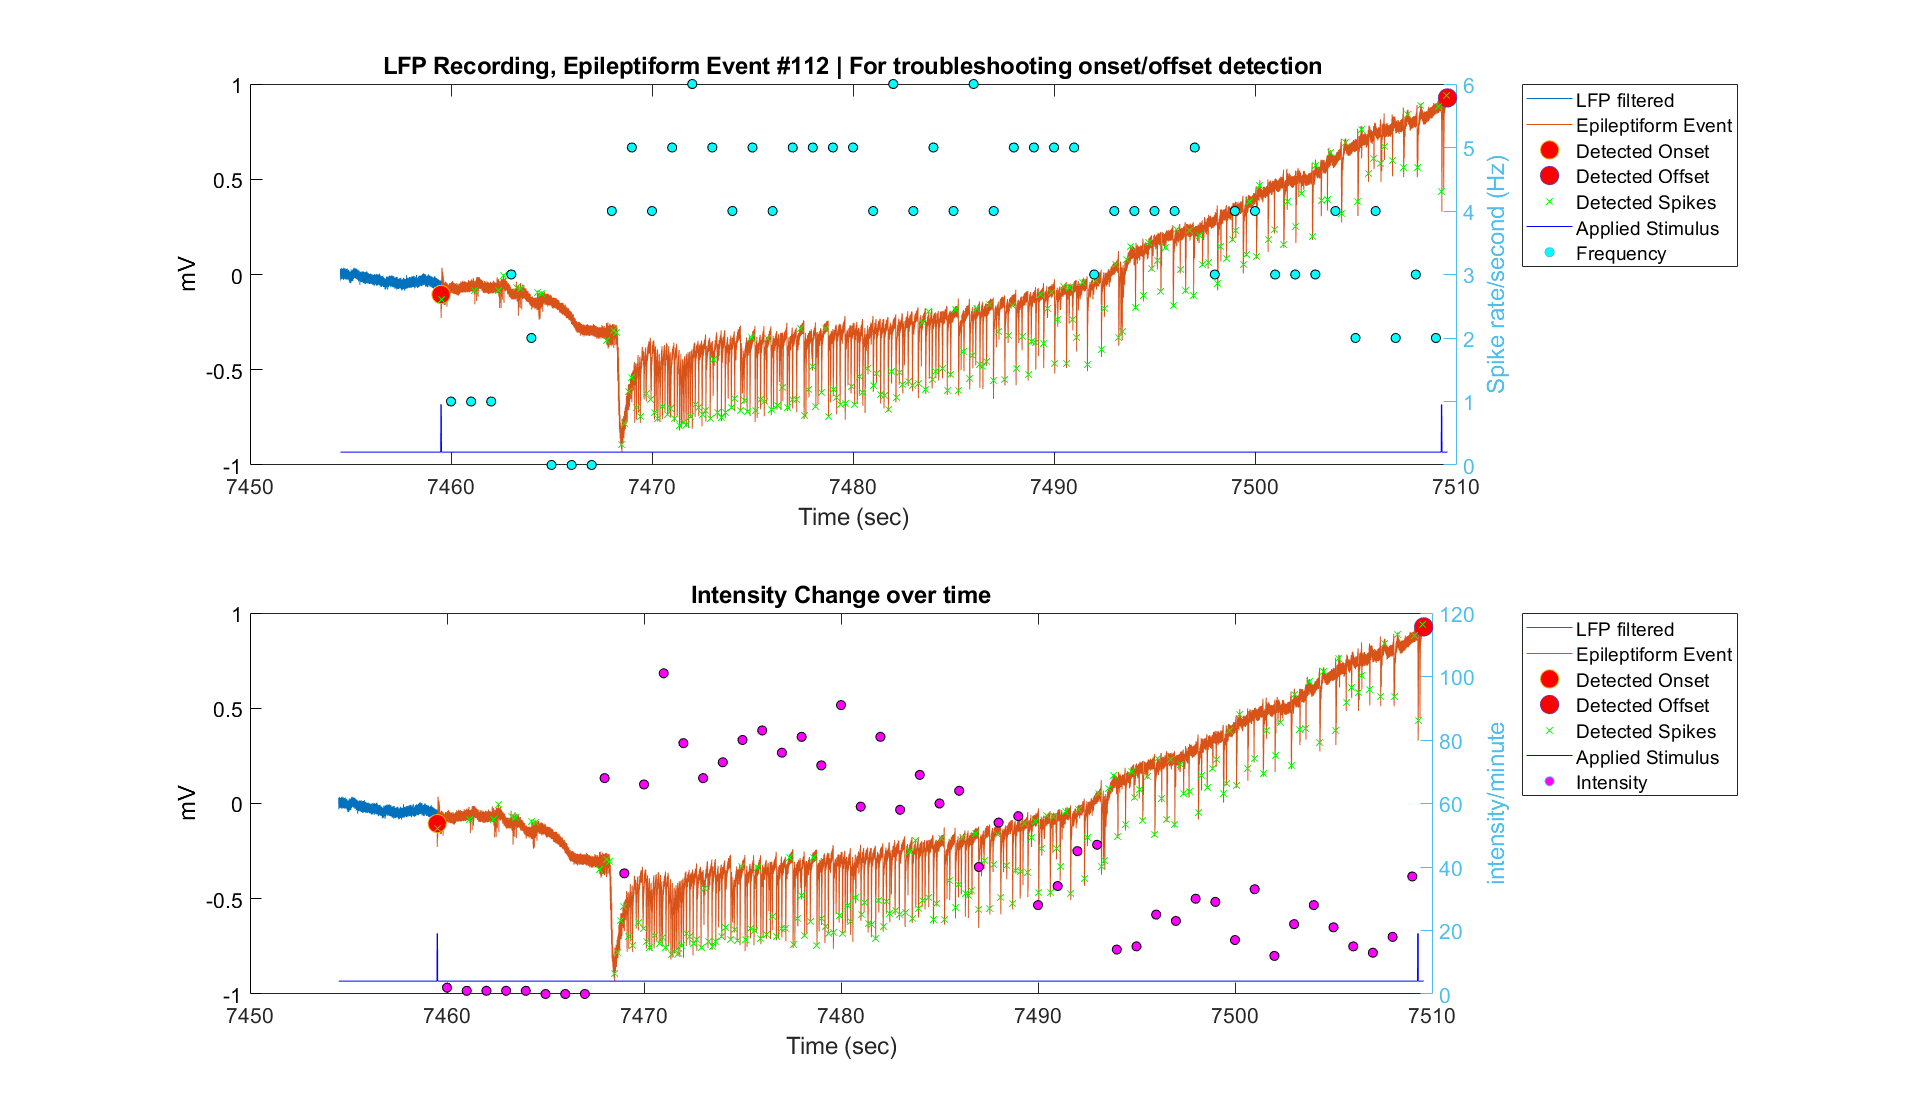 LFP Recording, Epileptiform Event #112 | For troubleshooting onset/offset detection
1
0.5
0
-0.5
-1
mV
7450
7460
7470
7480
7490
7500
7510
Time (sec)
6
5
4
3
2
1
0
Spike rate/second (Hz)
LFP filtered
Epileptiform Event
Detected Onset
Detected Offset
Detected Spikes
Applied Stimulus
Frequency
Intensity Change over time
1
0.5
0
-0.5
-1
mV
7450
7460
7470
7480
7490
7500
7510
Time (sec)
120
100
80
60
40
20
0
intensity/minute
LFP filtered
Epileptiform Event
Detected Onset
Detected Offset
Detected Spikes
Applied Stimulus
Intensity